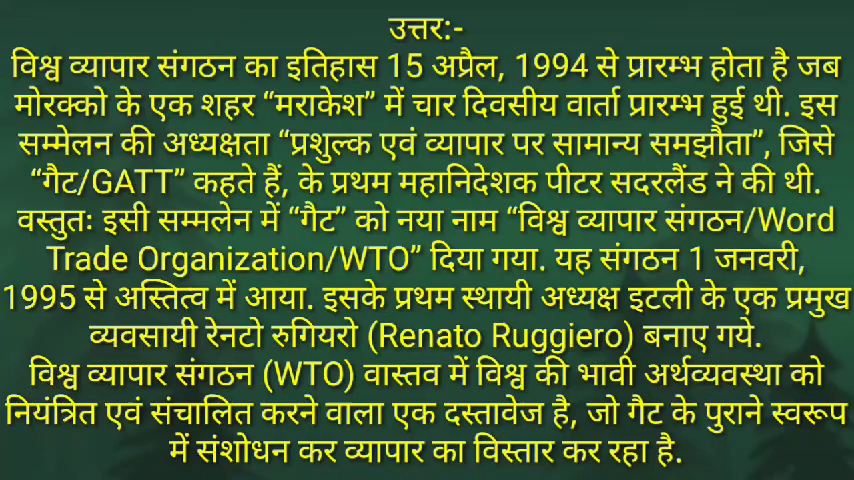 उत्तर:-
विश्व व्यापार संगठन का इतिहास 15 अप्रैल, 1994 से प्रारम्भ होता है जब
मोरक्को के एक शहर “मराकेश” में चार दिवसीय वार्ता प्रारम्भ हुई थी. इस
सम्मेलन की अध्यक्षता “प्रशुल्क एवं व्यापार पर सामान्य समझौता”, जिसे
“गैट/GATT” कहते हैं, के प्रथम महानिदेशक पीटर सदरलैंड ने की थी.
वस्तुतः इसी सम्मलेन में “गैट” को नया नाम “विश्व व्यापार संगठन/Word
Trade Organization/WTO” दिया गया. यह संगठन 1 जनवरी,
1995 से अस्तित्व में आया. इसके प्रथम स्थायी अध्यक्ष इटली के एक प्रमुख
व्यवसायी रेनटो रुगियरो (Renato Ruggiero) बनाए गये.
विश्व व्यापार संगठन (WTO) वास्तव में विश्व की भावी अर्थव्यवस्था को
नियंत्रित एवं संचालित करने वाला एक दस्तावेज है, जो गैट के पुराने स्वरूप
में संशोधन कर व्यापार का विस्तार कर रहा है.